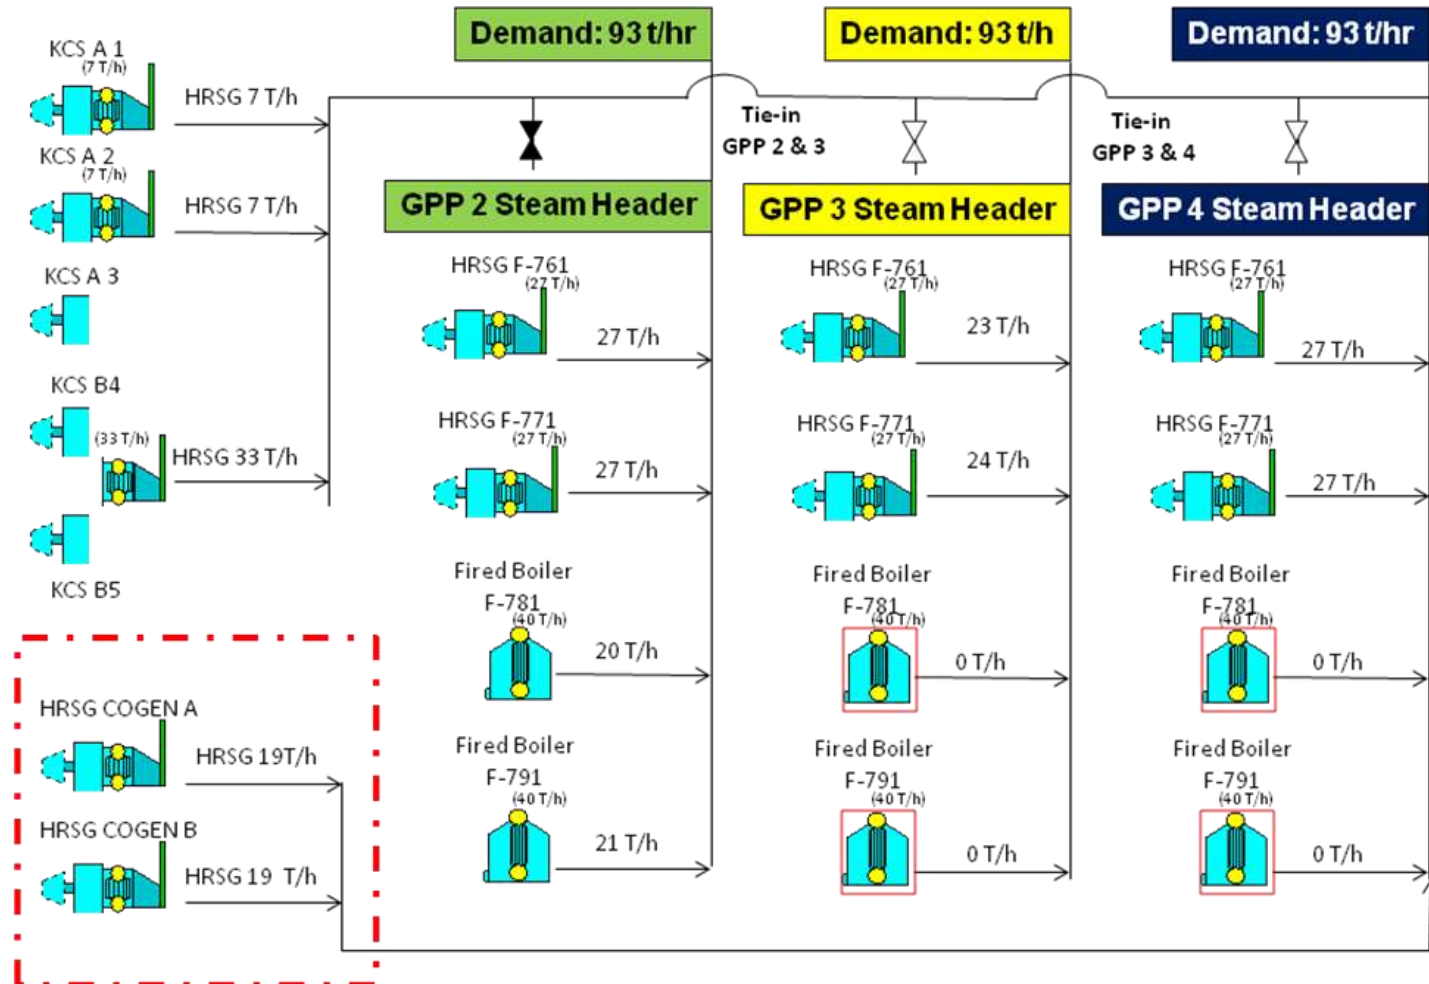 Demand: 93 t/hr
Demand: 93 t/h
Demand: 93 t/hr
KCS A 1
(7 T/h)
HRSG 7 T/h
KCS A 2
(7 T/h)
HRSG 7 T/h
KCS A 3
KCS B4
(33 T/h)
HRSG 33 T/h
KCS B5
Tie-in
GPP 2 & 3
Tie-in
GPP 3 & 4
GPP 2 Steam Header
GPP 3 Steam Header
GPP 4 Steam Header
HRSG F-761
(27 T/h)
27 T/h
HRSG F-771
(27 T/h)
27 T/h
Fired Boiler
F-781
(40 T/h)
20 T/h
Fired Boiler
F-791
(40 T/h)
21 T/h
HRSG F-761
(27 T/h)
23 T/h
HRSG F-771
(27 T/h)
24 T/h
Fired Boiler
F-781
(40 T/h)
0 T/h
Fired Boiler
F-791
(40 T/h)
0 T/h
HRSG F-761
(27 T/h)
27 T/h
HRSG F-771
(27 T/h)
27 T/h
Fired Boiler
F-781
(40 T/h)
0 T/h
Fired Boiler
F-791
(40 T/h)
0 T/h
HRSG COGEN A
HRSG 19T/h
HRSG COGEN B
HRSG 19 T/h